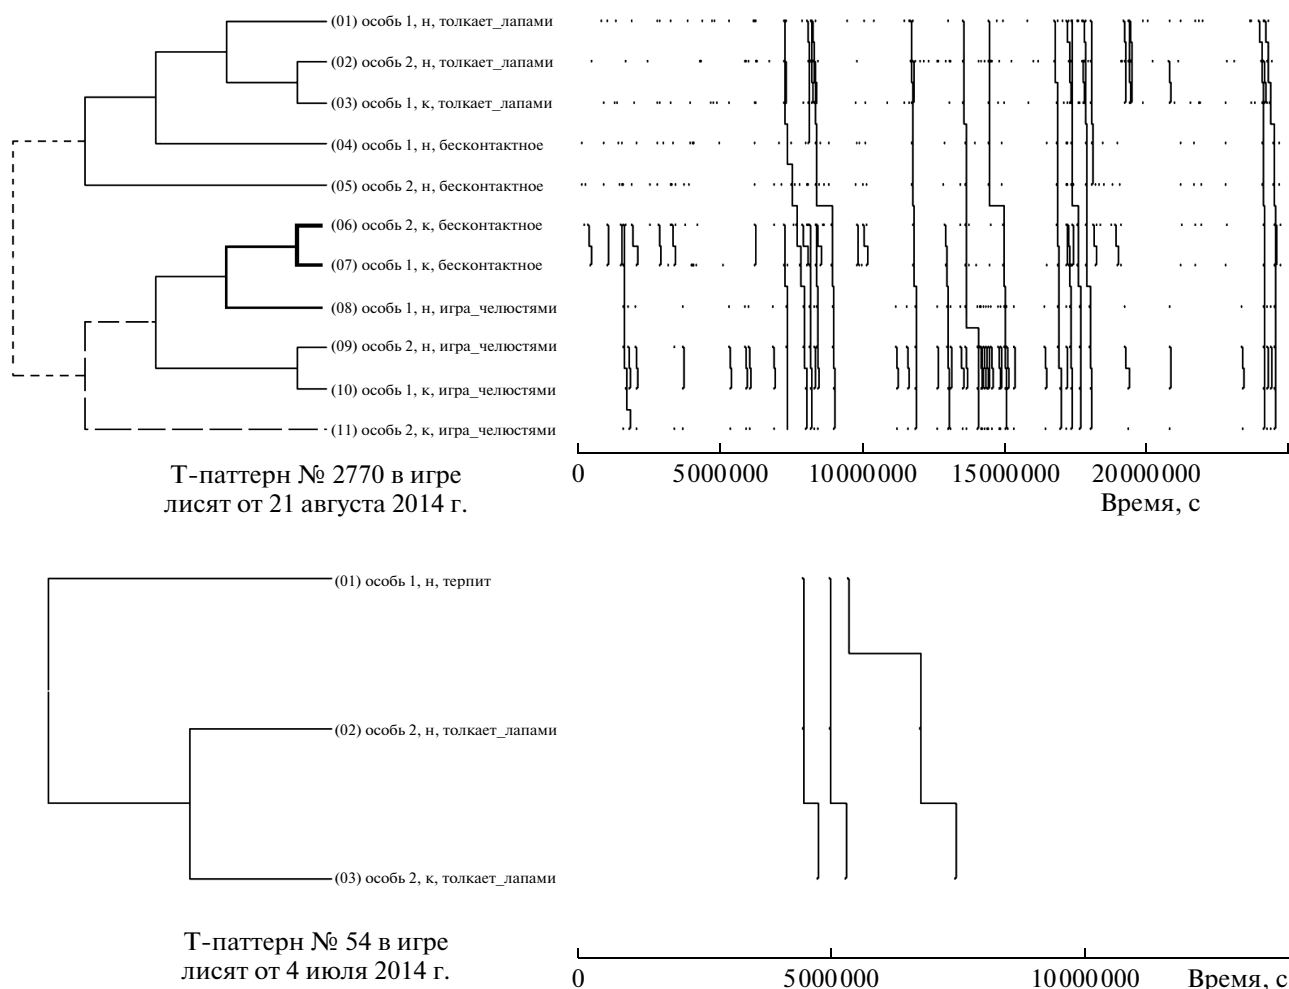 (01) особь 1, н, толкает_лапами
(02) особь 2, н, толкает_лапами
(03) особь 1, к, толкает_лапами
(04) особь 1, н, бесконтактное
(05) особь 2, н, бесконтактное
(06) особь 2, к, бесконтактное
(07) особь 1, к, бесконтактное
(08) особь 1, н, игра_челюстями
(09) особь 2, н, игра_челюстями
(10) особь 1, к, игра_челюстями
(11) особь 2, к, игра_челюстями
0 5000000 10000000 15000000 20000000
Время, с
Т-паттерн № 2770 в игре
лисят от 21 августа 2014 г.
(01) особь 1, н, терпит
(02) особь 2, н, толкает_лапами
(03) особь 2, к, толкает_лапами
Т-паттерн № 54 в игре
лисят от 4 июля 2014 г.
0 5000000 10000000 Время, с